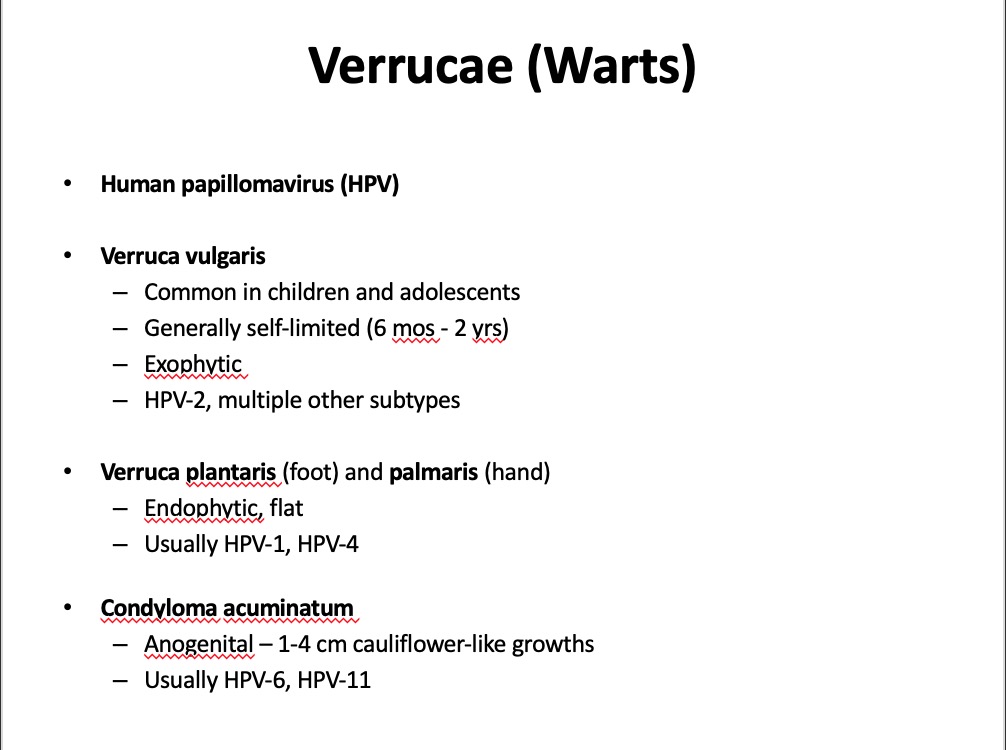 Verrucae (Warts)
• Human papillomavirus (HPV)
• Verruca vulgaris
– Common in children and adolescents
– Generally self-limited (6 mos - 2 yrs)
– Exophytic
– HPV-2, multiple other subtypes
• Verruca plantaris (foot) and palmaris (hand)
– Endophytic, flat
– Usually HPV-1, HPV-4
• Condyloma acuminatum
– Anogenital – 1-4 cm cauliflower-like growths
– Usually HPV-6, HPV-11